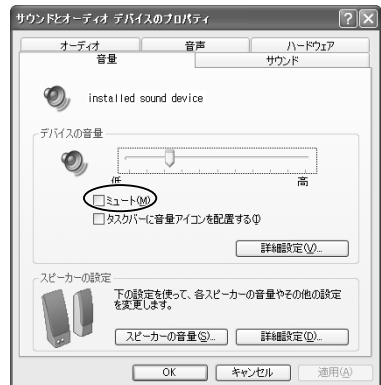 サウンドとオーディオ デバイスのプロパティ
オーディオ 音声 ハードウェア
音量 サウンド
installed sound device
デバイスの音量
低 高
ミュート(M)
タスクバーに音量アイコンを配置する(I)
詳細設定(V)...
スピーカーの設定
下の設定を使って、各スピーカーの音量やその他の設定
を変更します。
スピーカーの音量(S)... 詳細設定(D)...
OK キャンセル 適用(A)